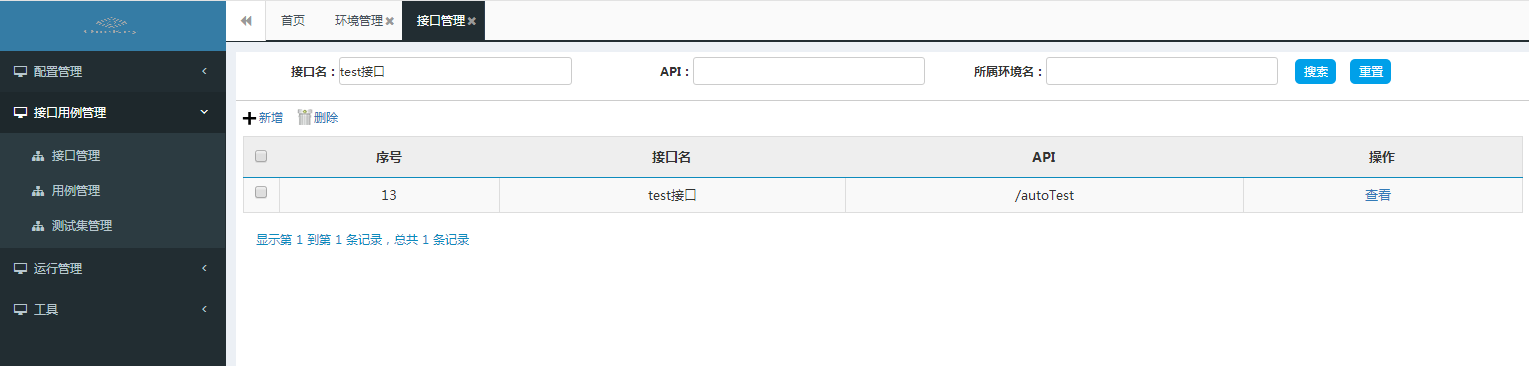 首页 环境管理 接口管理
配置管理
接口用例管理
接口管理
用例管理
测试集管理
运行管理
工具
接口名： test接口 API： 所属环境名： 搜索 重置
新增 删除
序号 接口名 API 操作
13 test接口 /autoTest 查看
显示第 1 到第 1 条记录，总共 1 条记录